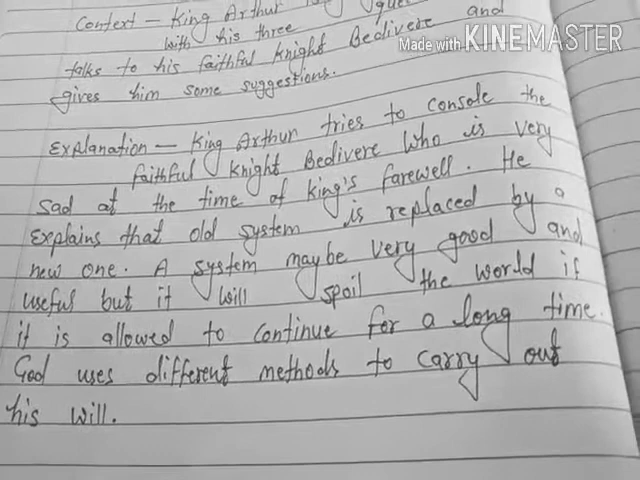 Context - King Arthur
with his three
talks to his faithful knight Bedivere and
gives him some suggestions.
Made with KINEMASTER
Explanation - King Arthur tries to console the
faithful knight Bedivere who is very
sad at the time of king's farewell. He
explains that old system is replaced by a
new one. A system maybe very good and
useful but it will spoil the world if
it is allowed to continue for a long time.
God uses different methods to carry out
his will.